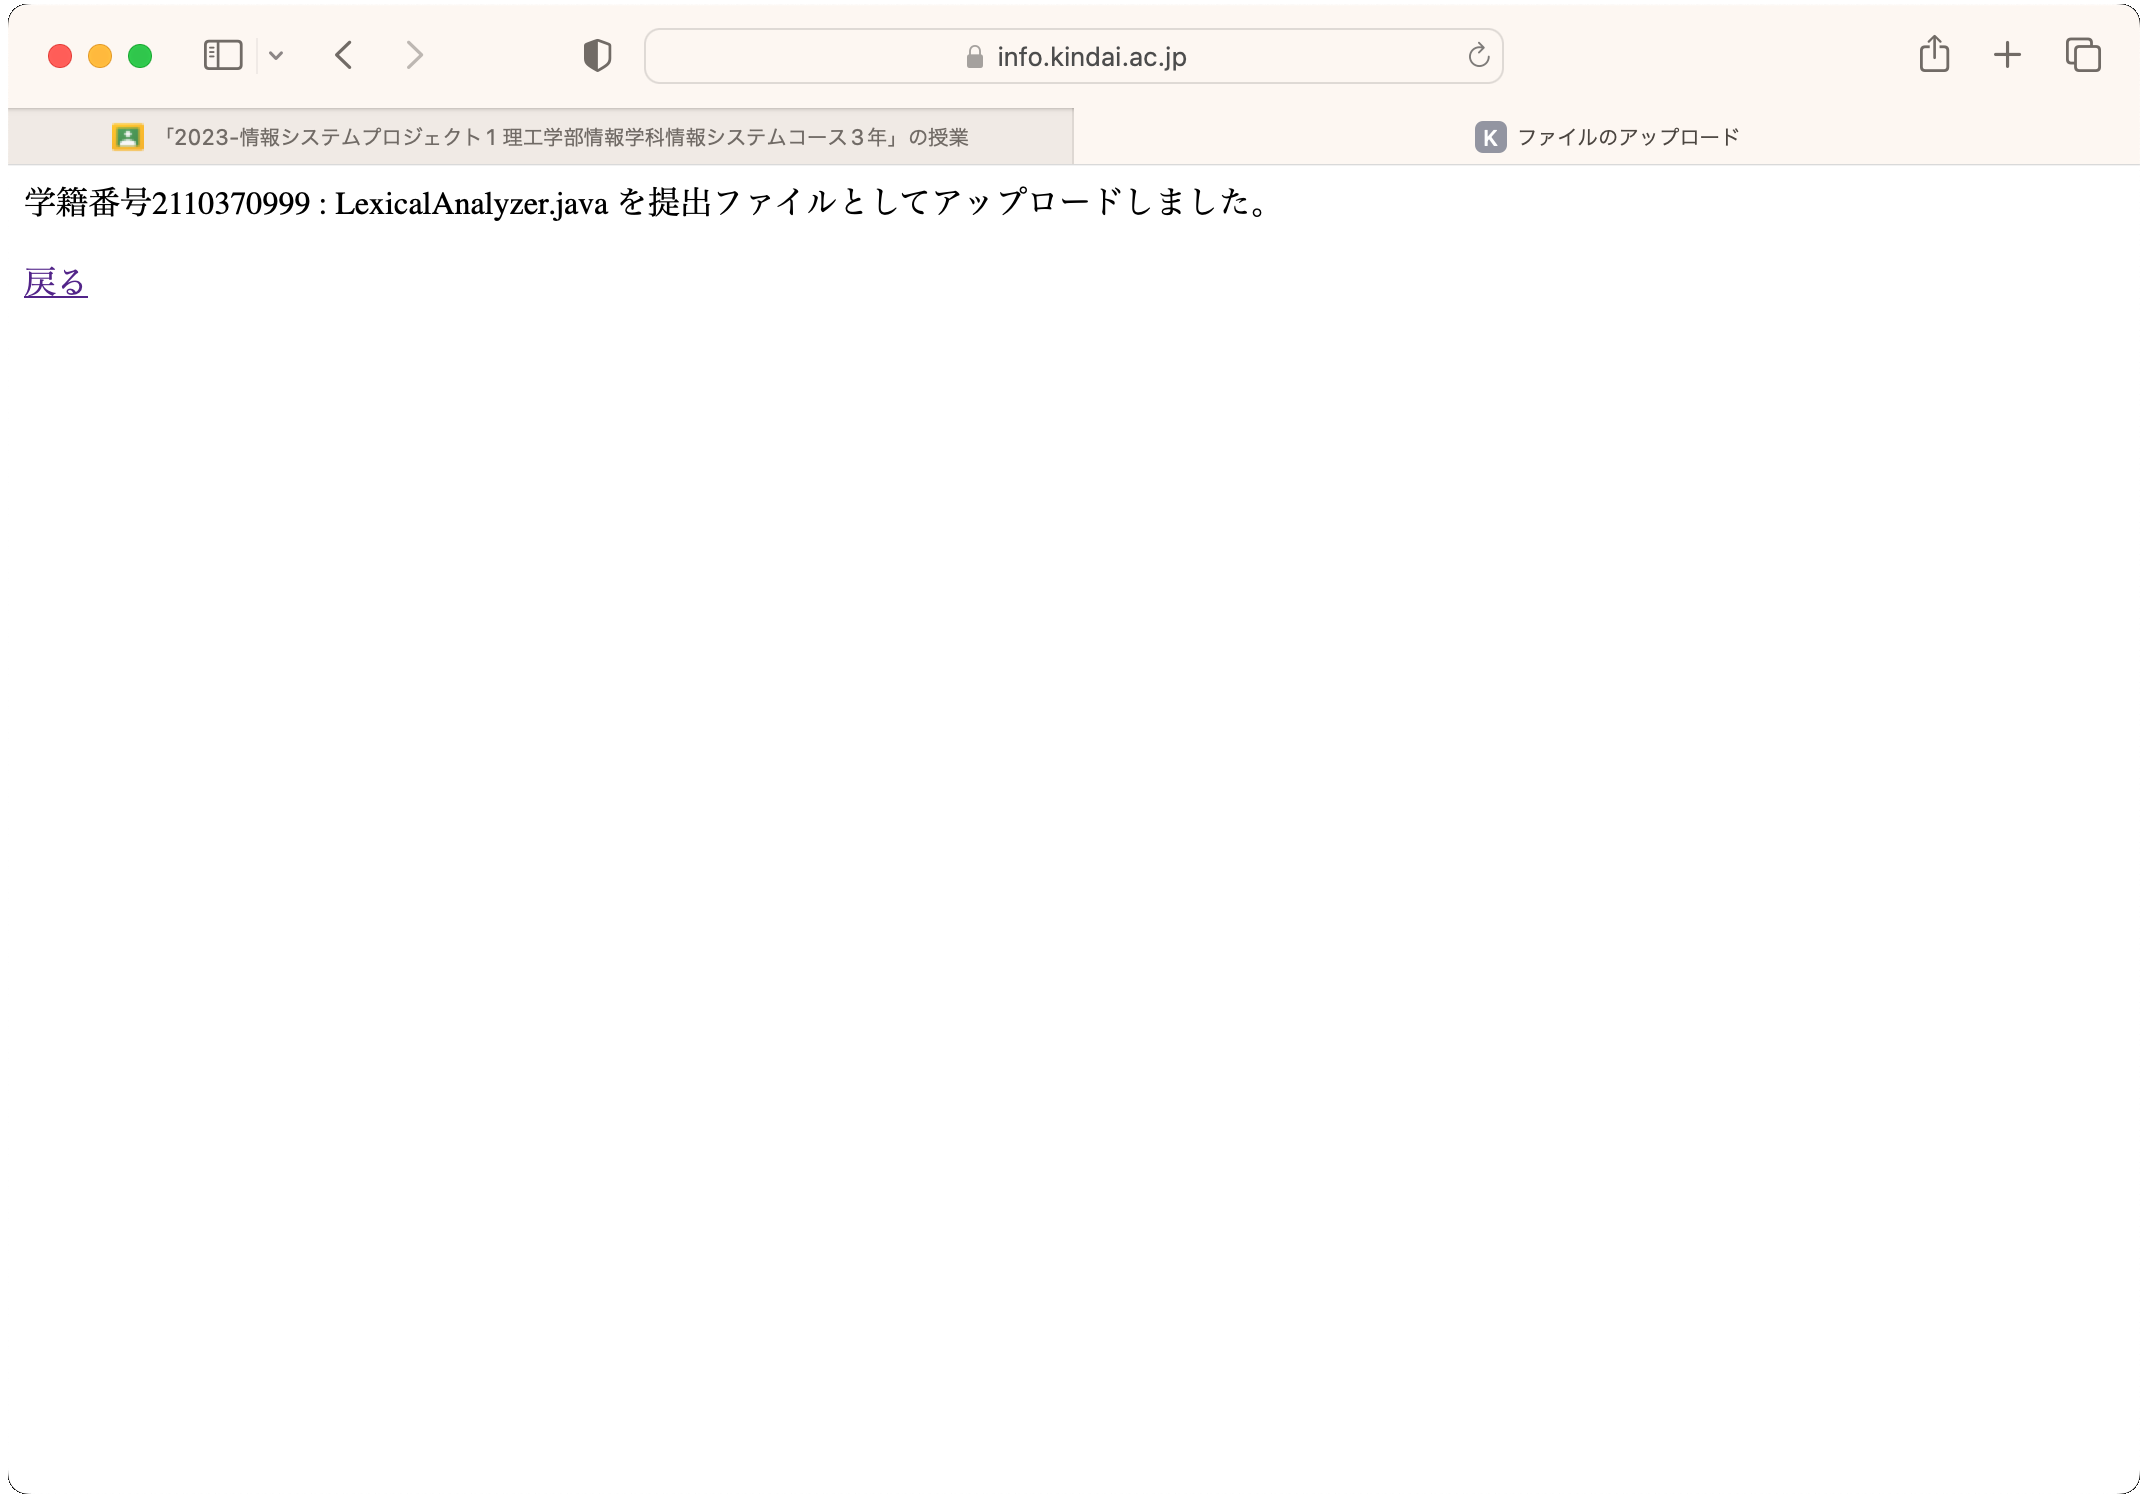 info.kindai.ac.jp
「2023-情報システムプロジェクト１理工学部情報学科情報システムコース３年」の授業
K ファイルのアップロード
学籍番号2110370999 : LexicalAnalyzer.java を提出ファイルとしてアップロードしました。
戻る